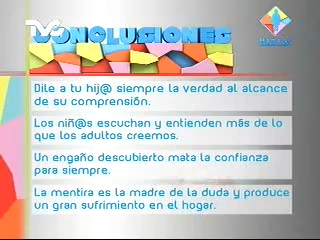 TVC
CONCLUSIONES
Dile a tu hij@ siempre la verdad al alcance
de su comprensión.
Los niñ@s escuchan y entienden más de lo
que los adultos creemos.
Un engaño descubierto mata la confianza
para siempre.
La mentira es la madre de la duda y produce
un gran sufrimiento en el hogar.